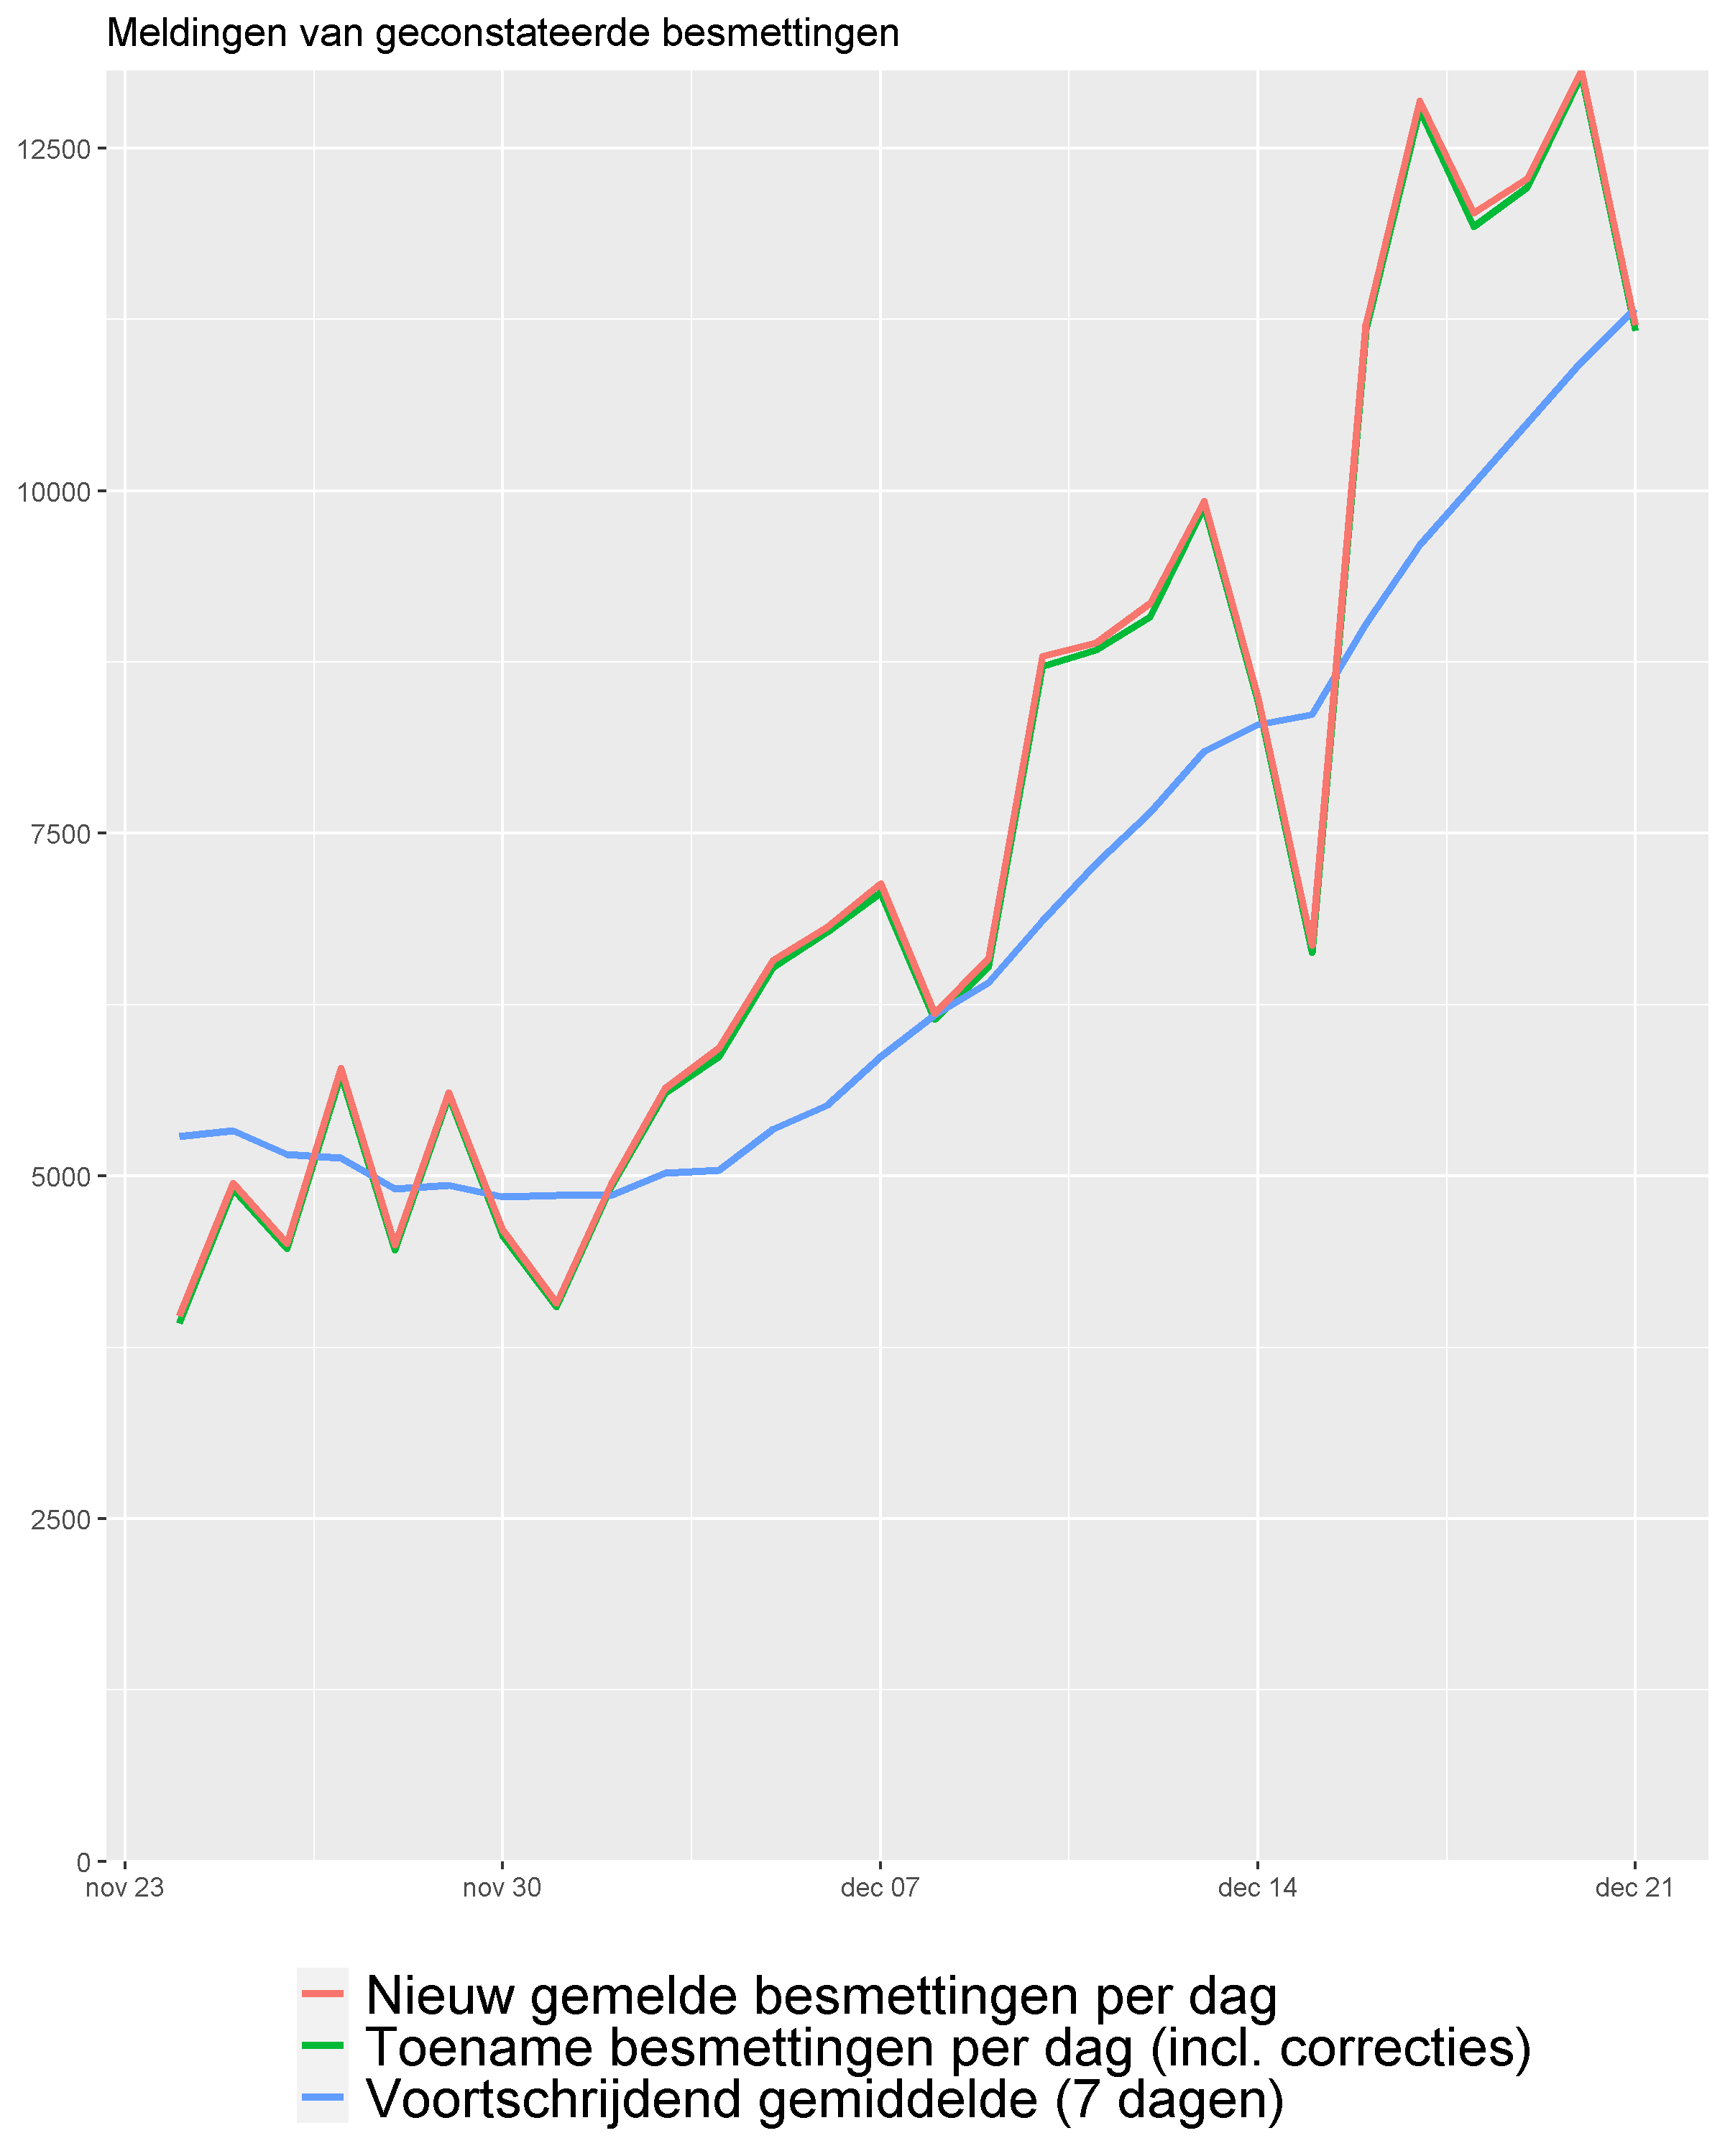 Meldingen van geconstateerde besmettingen
12500
10000
7500
5000
2500
0
nov 23 nov 30 dec 07 dec 14 dec 21
Nieuw gemelde besmettingen per dag
Toename besmettingen per dag (incl. correcties)
Voortschrijdend gemiddelde (7 dagen)